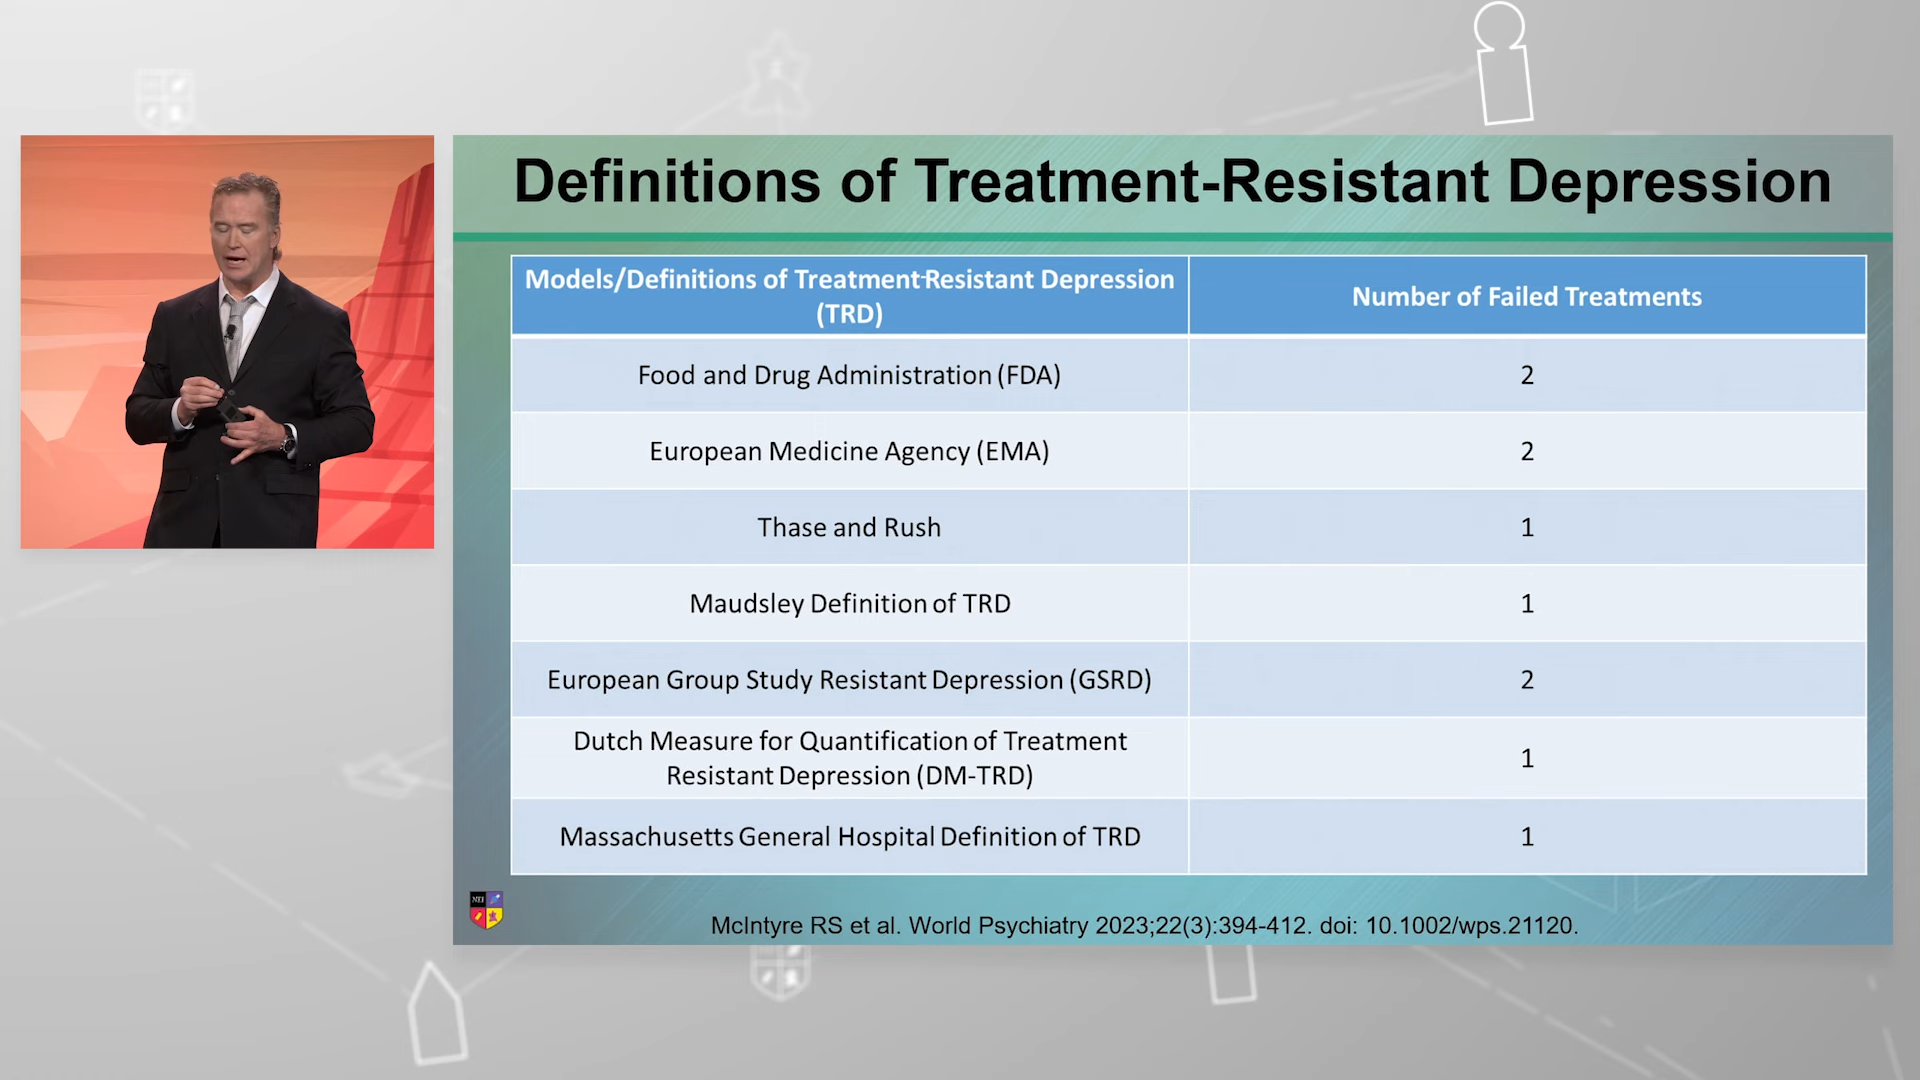 Definitions of Treatment-Resistant Depression
Models/Definitions of Treatment-Resistant Depression
(TRD)
Number of Failed Treatments
Food and Drug Administration (FDA)
2
European Medicine Agency (EMA)
2
Thase and Rush
1
Maudsley Definition of TRD
1
European Group Study Resistant Depression (GSRD)
2
Dutch Measure for Quantification of Treatment
Resistant Depression (DM-TRD)
1
Massachusetts General Hospital Definition of TRD
1
NEI
McIntyre RS et al. World Psychiatry 2023;22(3):394-412. doi: 10.1002/wps.21120.